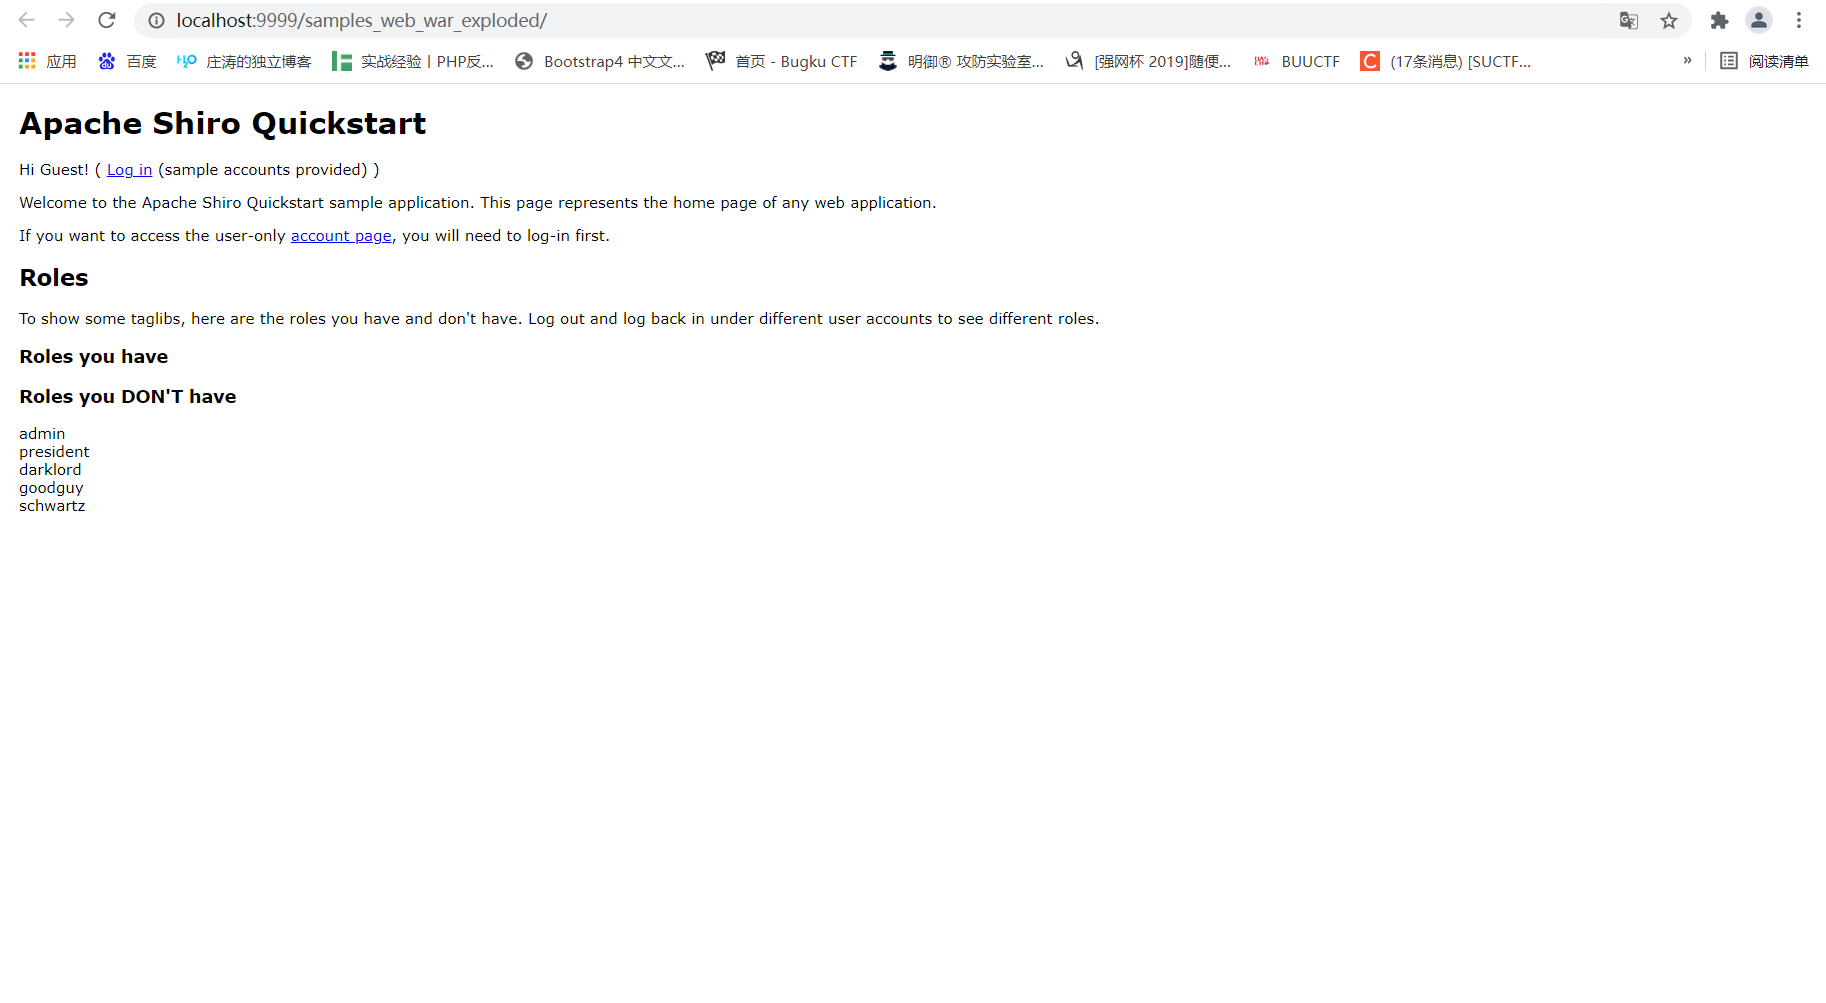 localhost:9999/samples_web_war_exploded/
应用 百度 庄涛的独立博客 实战经验丨PHP反... Bootstrap4 中文文... 首页 - Bugku CTF 明御® 攻防实验室... [强网杯 2019]随便... BUUCTF (17条消息) [SUCTF... » 阅读清单
Apache Shiro Quickstart
Hi Guest! ( Log in (sample accounts provided) )
Welcome to the Apache Shiro Quickstart sample application. This page represents the home page of any web application.
If you want to access the user-only account page, you will need to log-in first.
Roles
To show some taglibs, here are the roles you have and don't have. Log out and log back in under different user accounts to see different roles.
Roles you have
Roles you DON'T have
admin
president
darklord
goodguy
schwartz